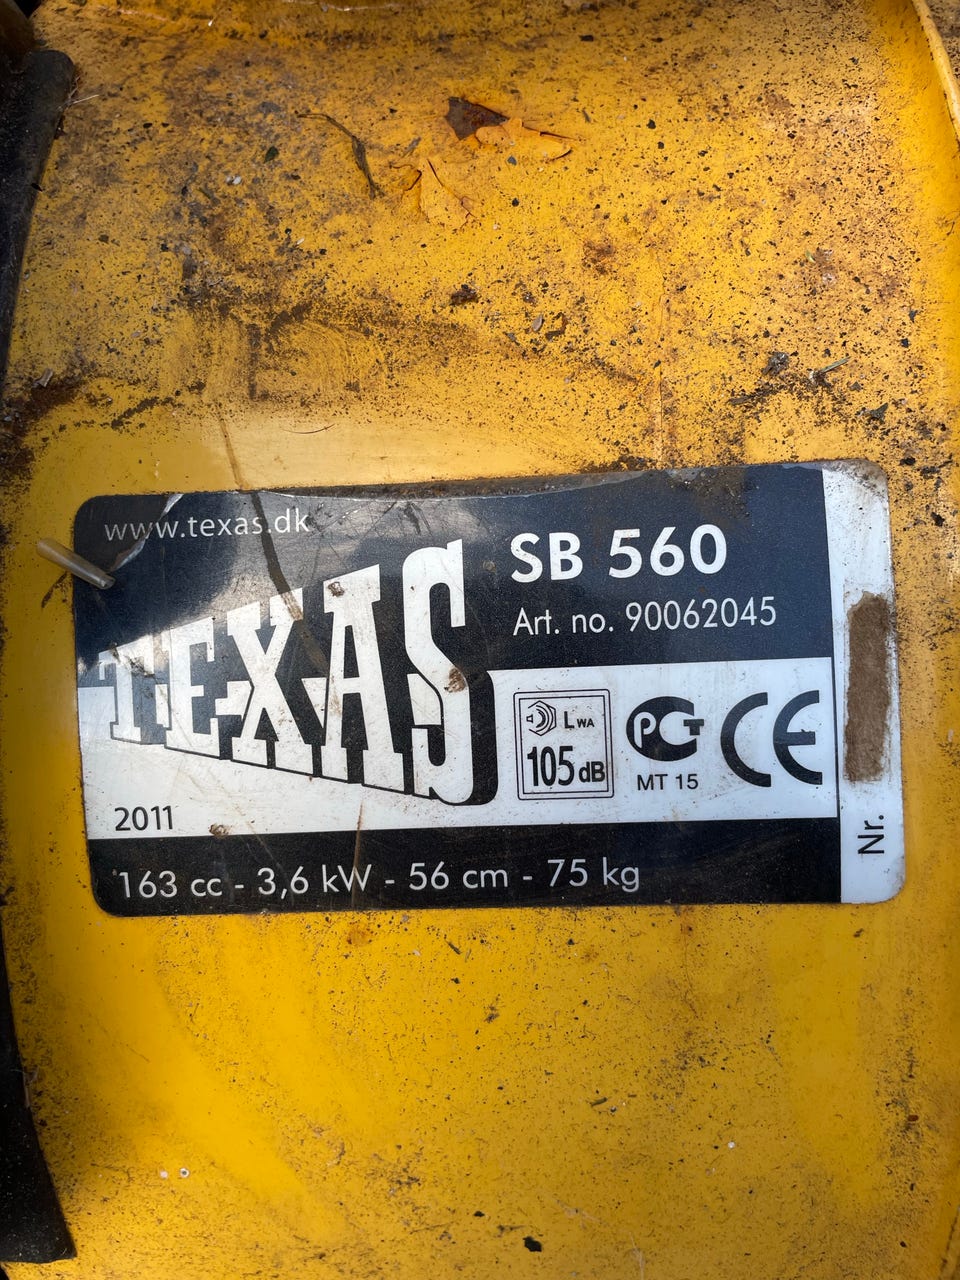 www.texas.dk
TEXAS
SB 560
Art. no. 90062045
LWA
105dB
PCT
MT 15
CE
2011
163 cc - 3,6 kW - 56 cm - 75 kg
Nr.